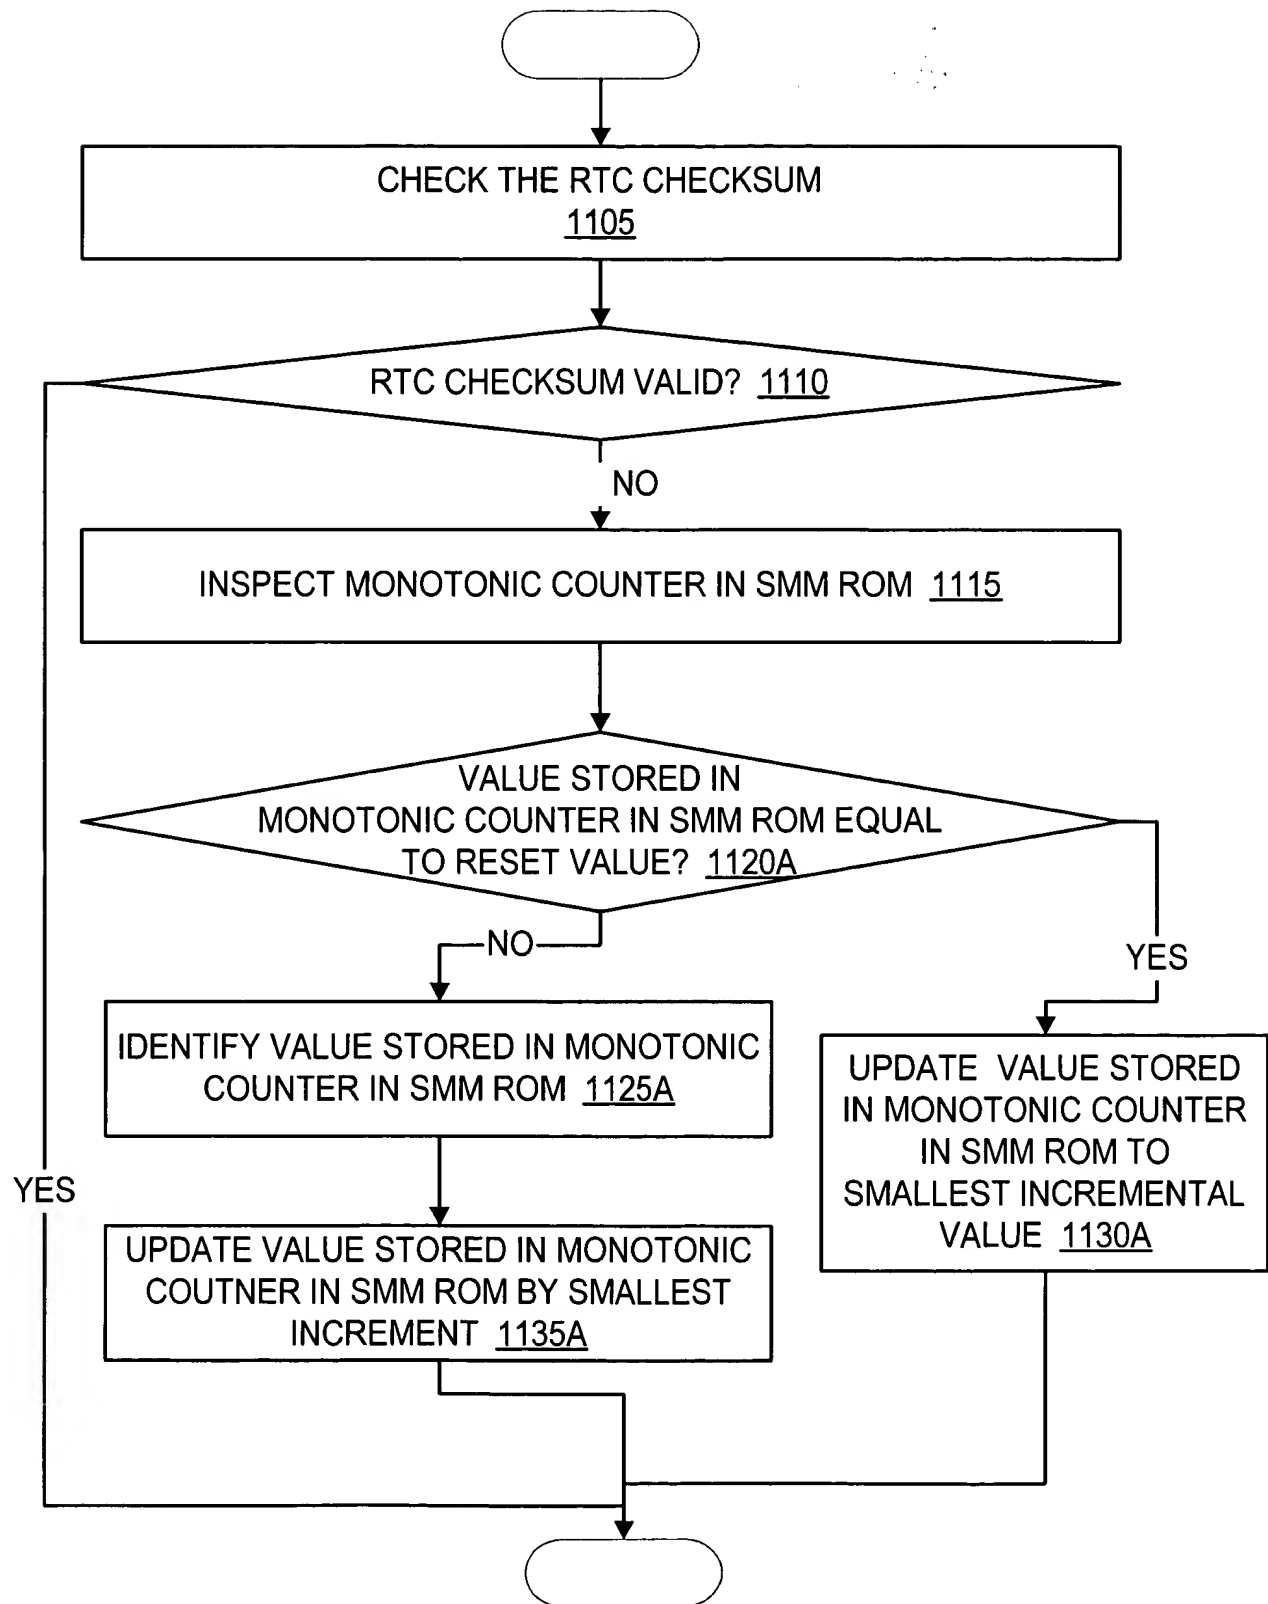 CHECK THE RTC CHECKSUM
1105
RTC CHECKSUM VALID? 1110
NO
INSPECT MONOTONIC COUNTER IN SMM ROM 1115
VALUE STORED IN
MONOTONIC COUNTER IN SMM ROM EQUAL
TO RESET VALUE? 1120A
NO
YES
IDENTIFY VALUE STORED IN MONOTONIC
COUNTER IN SMM ROM 1125A
UPDATE VALUE STORED
IN MONOTONIC COUNTER
IN SMM ROM TO
SMALLEST INCREMENTAL
VALUE 1130A
YES
UPDATE VALUE STORED IN MONOTONIC
COUTNER IN SMM ROM BY SMALLEST
INCREMENT 1135A